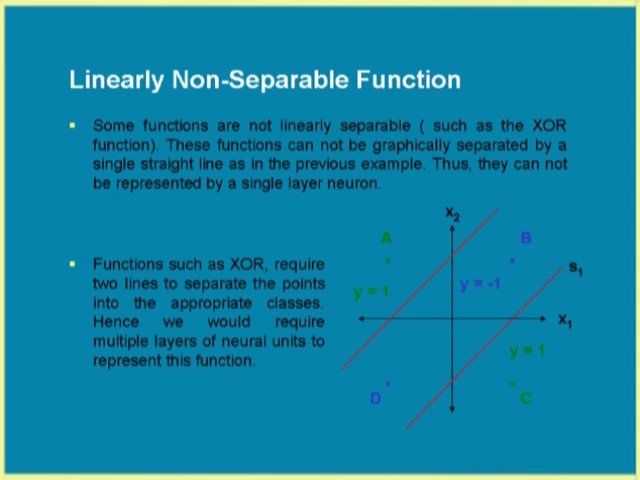 Linearly Non-Separable Function
Some functions are not linearly separable ( such as the XOR
function). These functions can not be graphically separated by a
single straight line as in the previous example. Thus, they can not
be represented by a single layer neuron.
Functions such as XOR, require
two lines to separate the points
into the appropriate classes.
Hence we would require
multiple layers of neural units to
represent this function.
x₂
A
B
s₁
y = 1
y = -1
x₁
y = 1
D
C